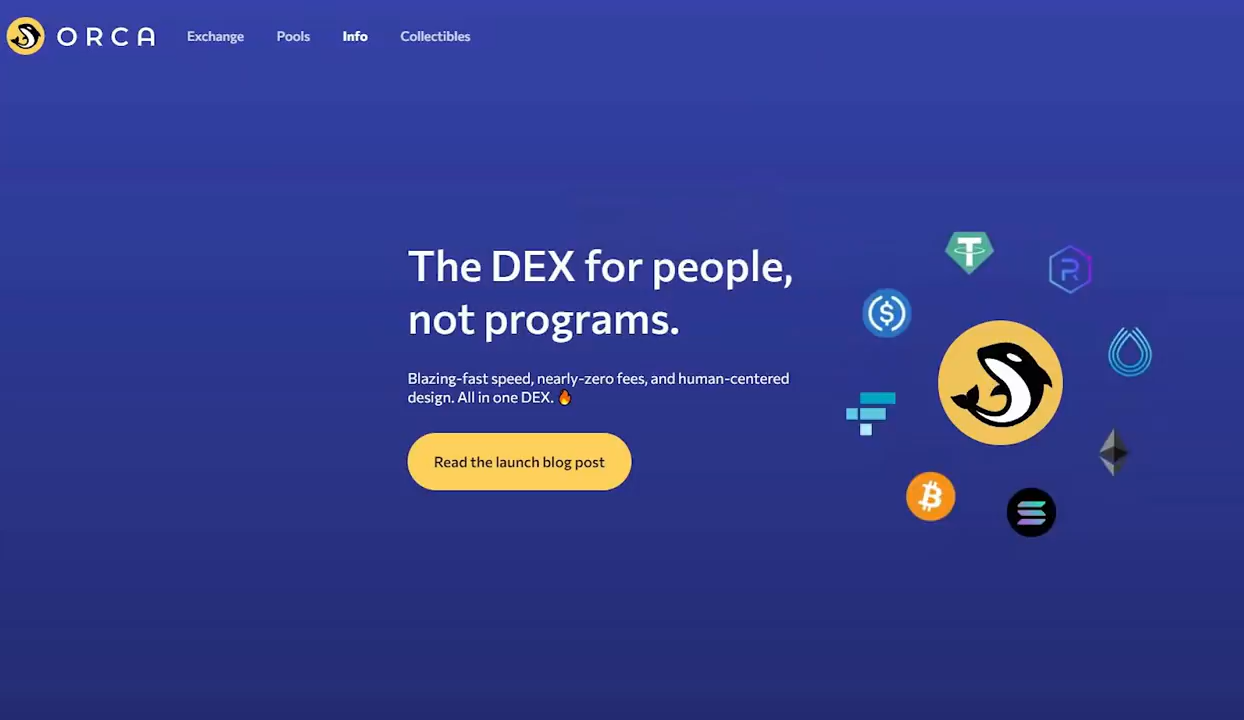 ORCA
Exchange
Pools
Info
Collectibles
The DEX for people,
not programs.
Blazing-fast speed, nearly-zero fees, and human-centered
design. All in one DEX. 🔥
Read the launch blog post